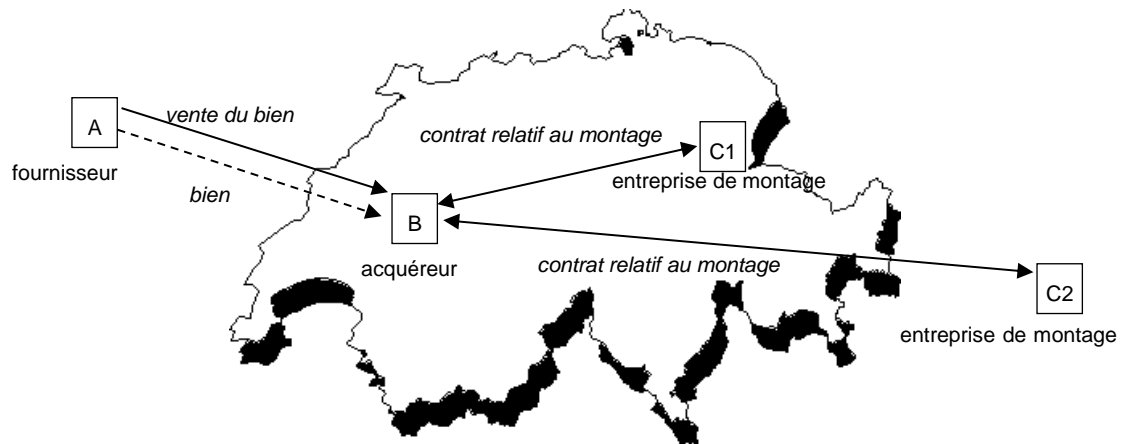 A
vente du bien
fournisseur
bien
contrat relatif au montage
C1
entreprise de montage
B
acquéreur
contrat relatif au montage
C2
entreprise de montage